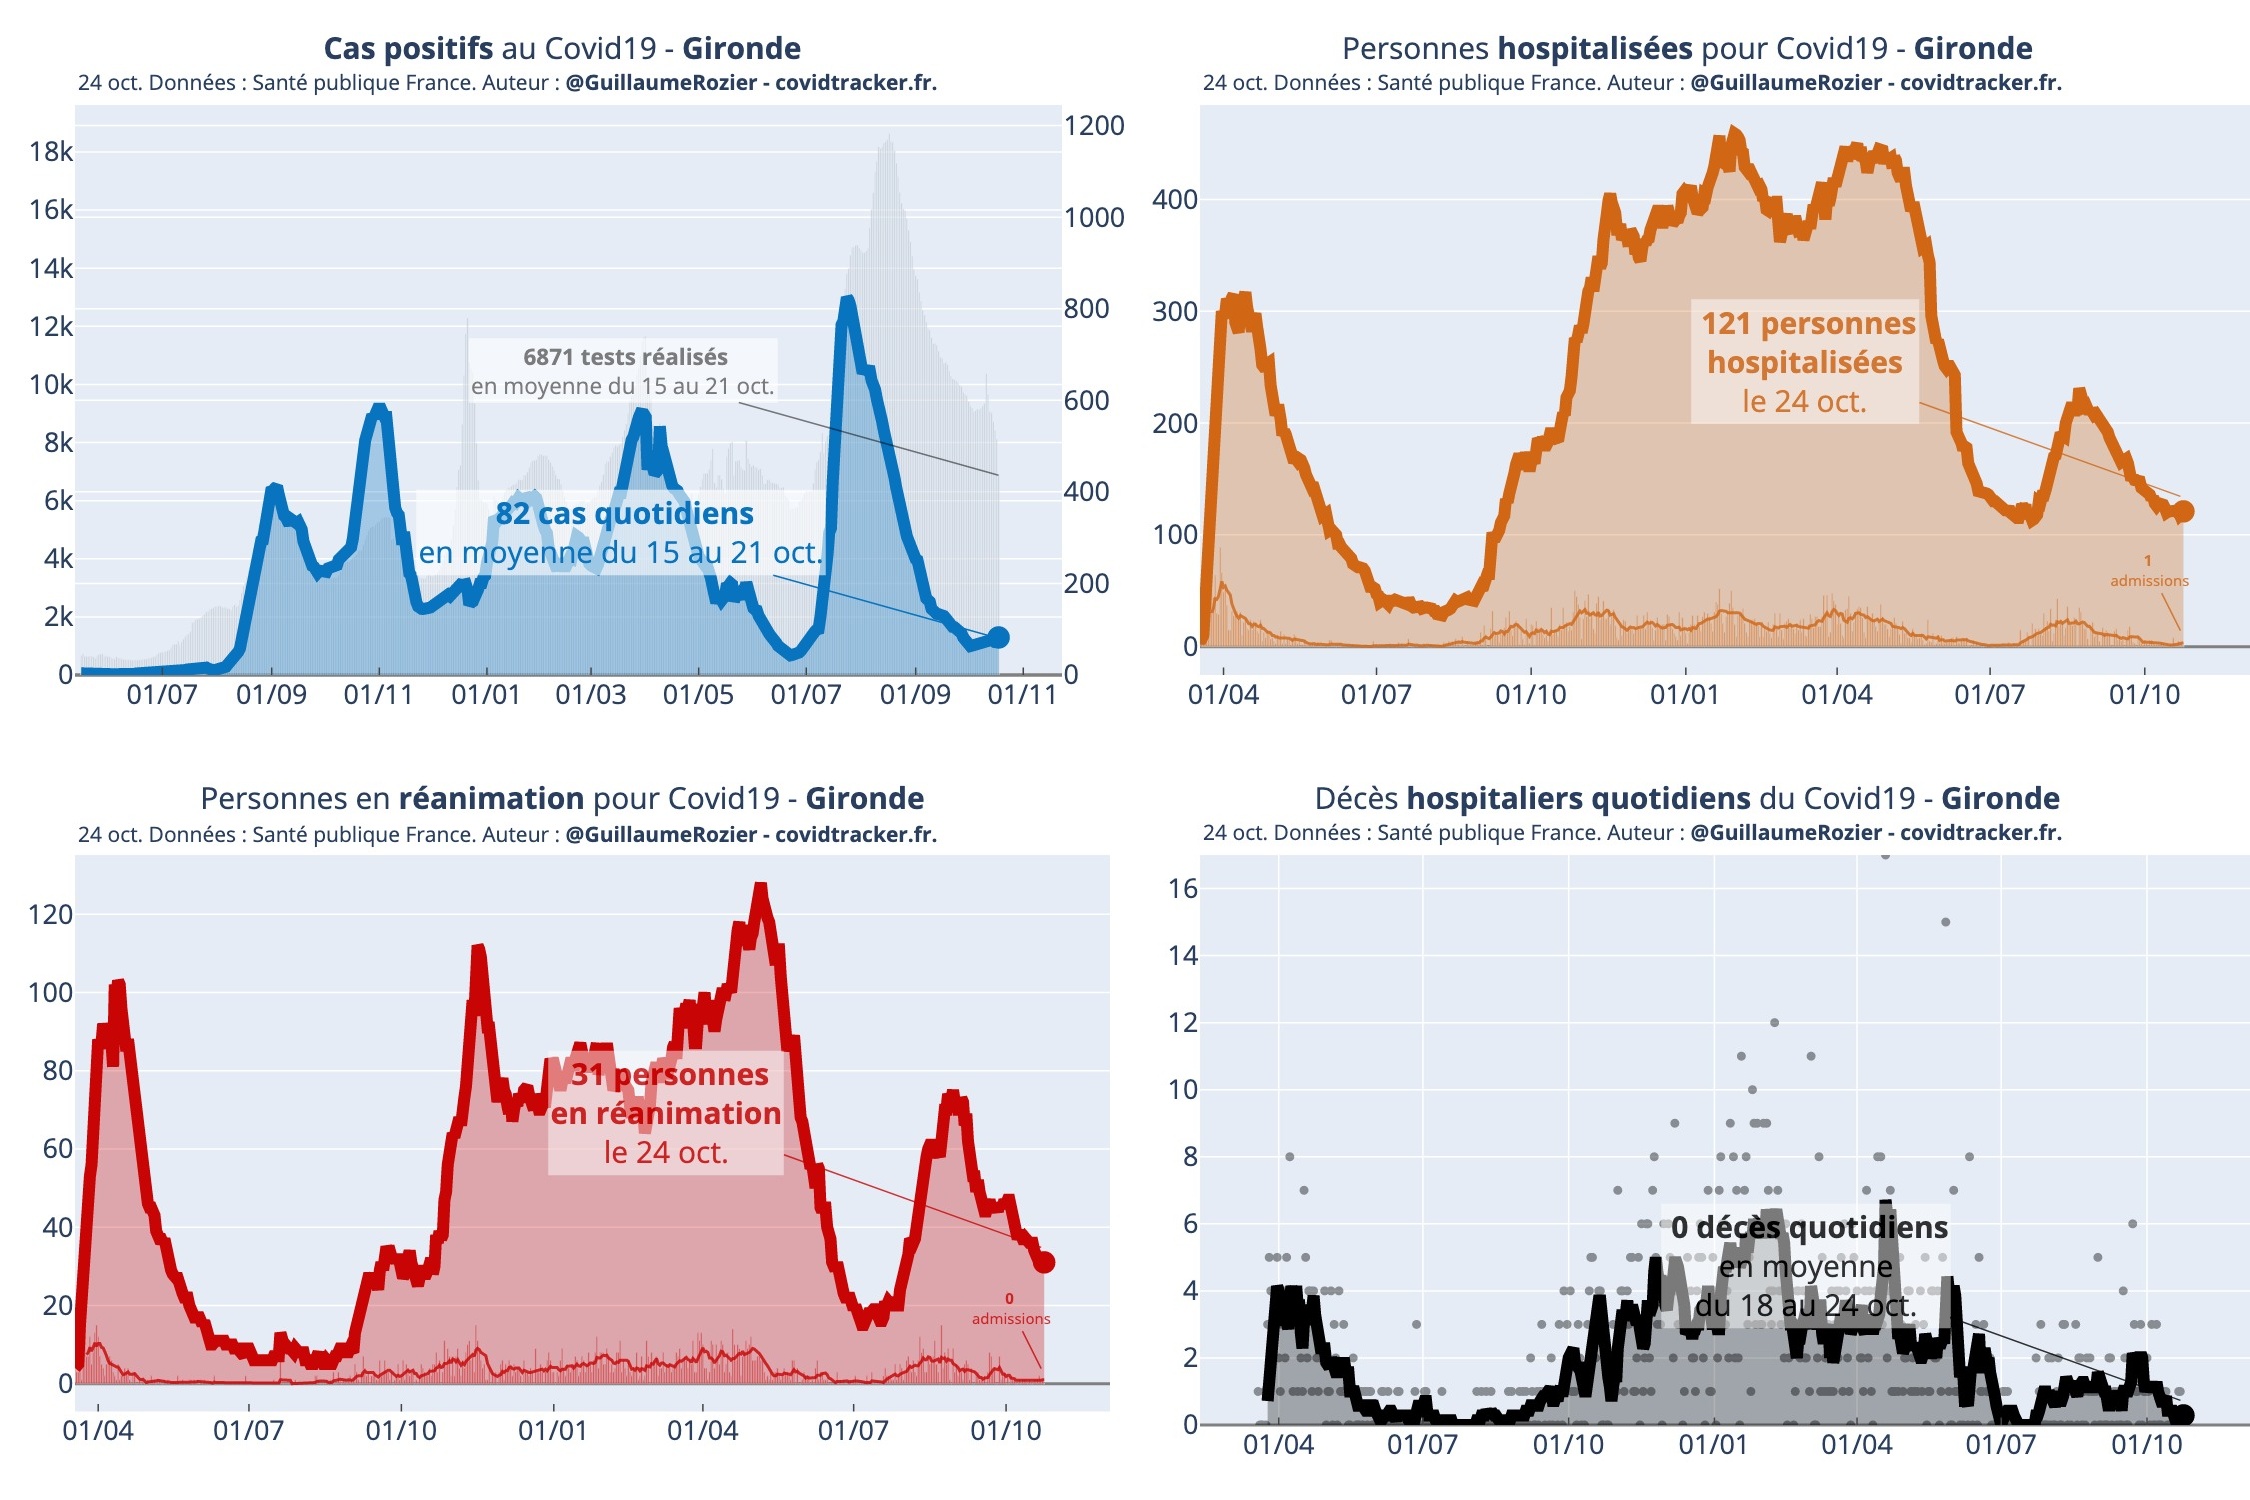 Cas positifs au Covid19 - Gironde
24 oct. Données : Santé publique France. Auteur : @GuillaumeRozier - covidtracker.fr.
18k
16k
14k
12k
10k
8k
6k
4k
2k
0
1200
1000
800
600
400
200
0
6871 tests réalisés
en moyenne du 15 au 21 oct.
82 cas quotidiens
en moyenne du 15 au 21 oct.
01/07 01/09 01/11 01/01 01/03 01/05 01/07 01/09 01/11
Personnes hospitalisées pour Covid19 - Gironde
24 oct. Données : Santé publique France. Auteur : @GuillaumeRozier - covidtracker.fr.
400
300
200
100
0
121 personnes
hospitalisées
le 24 oct.
1
admissions
01/04 01/07 01/10 01/01 01/04 01/07 01/10
Personnes en réanimation pour Covid19 - Gironde
24 oct. Données : Santé publique France. Auteur : @GuillaumeRozier - covidtracker.fr.
120
100
80
60
40
20
0
31 personnes
en réanimation
le 24 oct.
0
admissions
01/04 01/07 01/10 01/01 01/04 01/07 01/10
Décès hospitaliers quotidiens du Covid19 - Gironde
24 oct. Données : Santé publique France. Auteur : @GuillaumeRozier - covidtracker.fr.
16
14
12
10
8
6
4
2
0
0 décès quotidiens
en moyenne
du 18 au 24 oct.
01/04 01/07 01/10 01/01 01/04 01/07 01/10